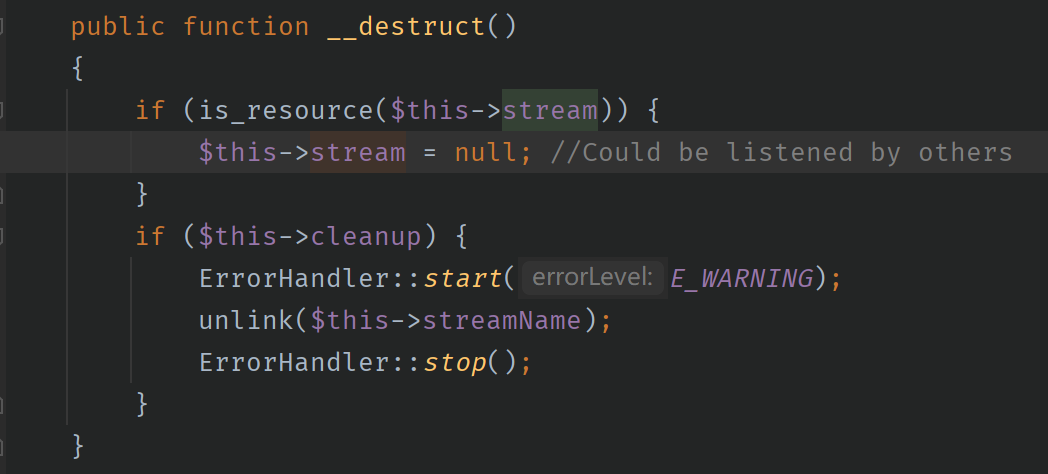 public function __destruct()
{
if (is_resource($this->stream)) {
$this->stream = null; //Could be listened by others
}
if ($this->cleanup) {
ErrorHandler::start( errorLevel: E_WARNING);
unlink($this->streamName);
ErrorHandler::stop();
}
}